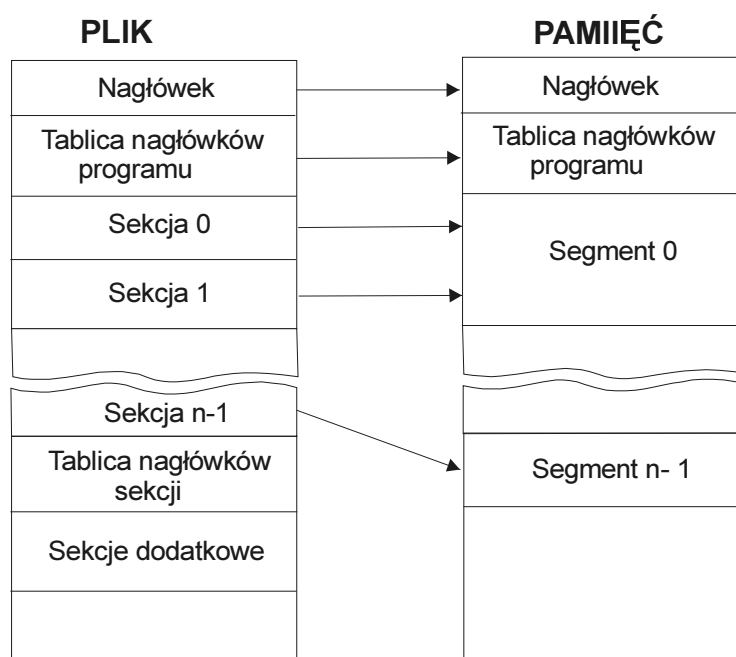 PLIK
Nagłówek
Tablica nagłówków
programu
Sekcja 0
Sekcja 1
Sekcja n-1
Tablica nagłówków
sekcji
Sekcje dodatkowe
PAMIIĘĆ
Nagłówek
Tablica nagłówków
programu
Segment 0
Segment n- 1